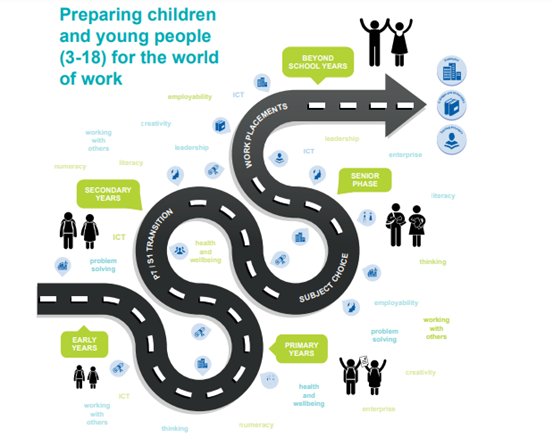 Preparing children
and young people
(3-18) for the world
of work
BEYOND
SCHOOL YEARS
employability
ICT
creativity
WORK PLACEMENTS
working
with
others
leadership
leadership
ICT
enterprise
numeracy
literacy
SECONDARY
YEARS
SENIOR
PHASE
literacy
P7 / S1 TRANSITION
ICT
health
and
wellbeing
problem
solving
thinking
SUBJECT CHOICE
employability
EARLY
YEARS
PRIMARY
YEARS
problem
solving
working
with
others
creativity
ICT
health
and
wellbeing
working
with
others
enterprise
thinking
numeracy